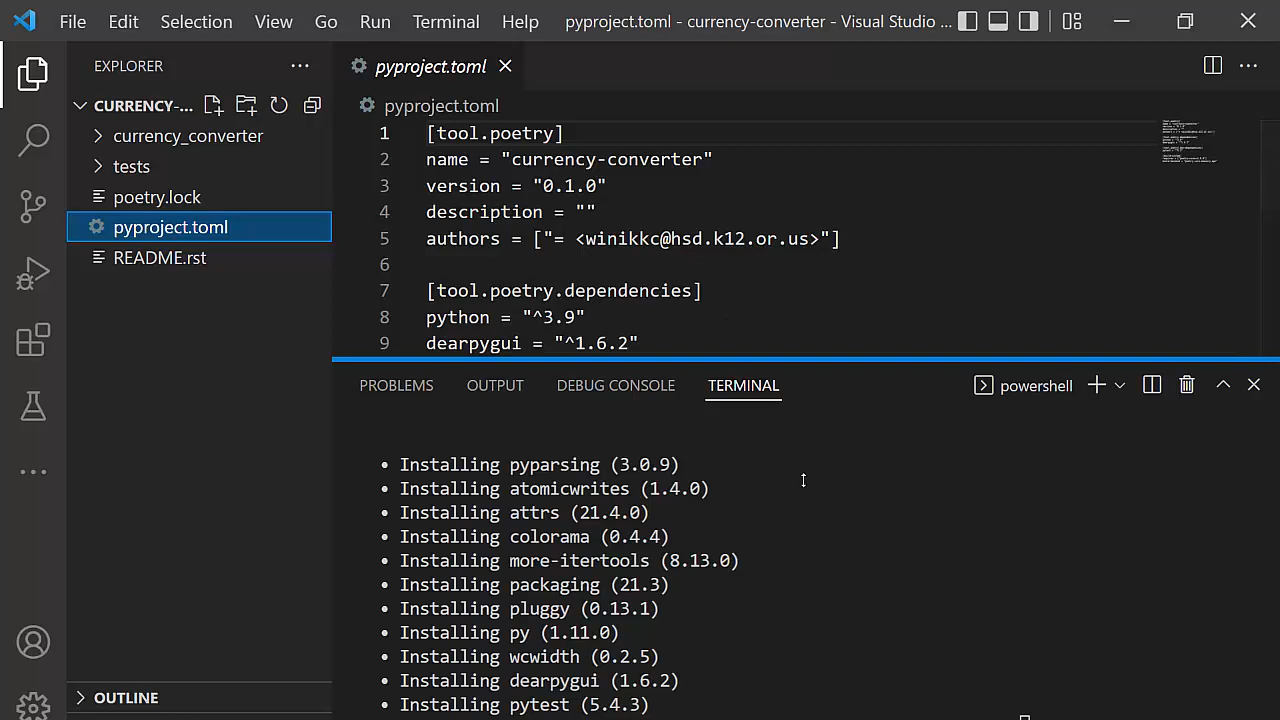 File Edit Selection View Go Run Terminal Help pyproject.toml - currency-converter - Visual Studio ...
EXPLORER
CURRENCY-...
currency_converter
tests
poetry.lock
pyproject.toml
README.rst
OUTLINE
pyproject.toml
pyproject.toml
1 [tool.poetry]
2 name = "currency-converter"
3 version = "0.1.0"
4 description = ""
5 authors = ["= <winikkc@hsd.k12.or.us>"]
6
7 [tool.poetry.dependencies]
8 python = "^3.9"
9 dearpygui = "^1.6.2"
PROBLEMS OUTPUT DEBUG CONSOLE TERMINAL powershell
• Installing pyparsing (3.0.9)
• Installing atomicwrites (1.4.0)
• Installing attrs (21.4.0)
• Installing colorama (0.4.4)
• Installing more-itertools (8.13.0)
• Installing packaging (21.3)
• Installing pluggy (0.13.1)
• Installing py (1.11.0)
• Installing wcwidth (0.2.5)
• Installing dearpygui (1.6.2)
• Installing pytest (5.4.3)